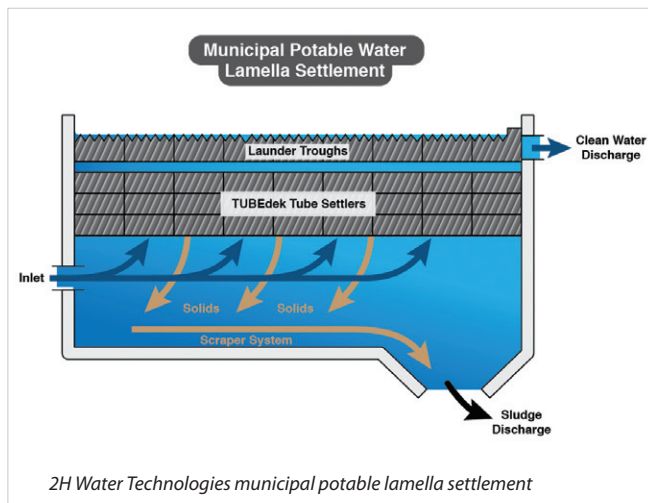 Municipal Potable Water
Lamella Settlement
Launder Troughs
Clean Water
Discharge
TUBEdek Tube Settlers
Inlet
Solids
Solids
Scraper System
Sludge
Discharge
2H Water Technologies municipal potable lamella settlement